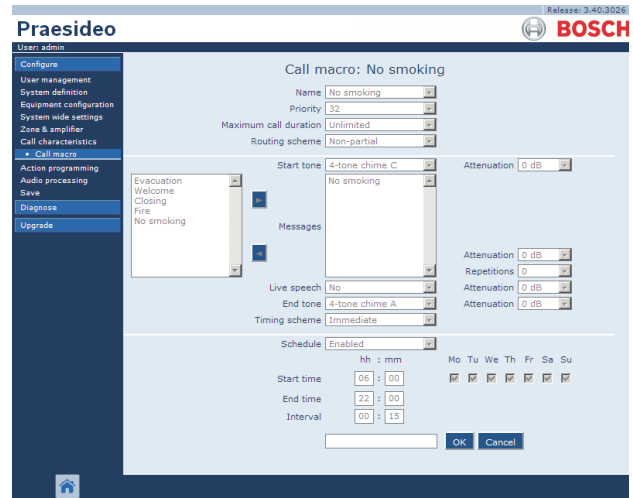 Release: 3.40.3026
Praesideo
BOSCH
User: admin
Configure
User management
System definition
Equipment configuration
System wide settings
Zone & amplifier
Call characteristics
• Call macro
Action programming
Audio processing
Save
Diagnose
Upgrade
Call macro: No smoking
Name No smoking
Priority 32
Maximum call duration Unlimited
Routing scheme Non-partial
Start tone 4-tone chime C Attenuation 0 dB
Evacuation
Welcome
Closing
Fire
No smoking
Messages
No smoking
Attenuation 0 dB
Repetitions 0
Live speech No Attenuation 0 dB
End tone 4-tone chime A Attenuation 0 dB
Timing scheme Immediate
Schedule Enabled
hh : mm Mo Tu We Th Fr Sa Su
Start time 06 : 00
End time 22 : 00
Interval 00 : 15
OK Cancel